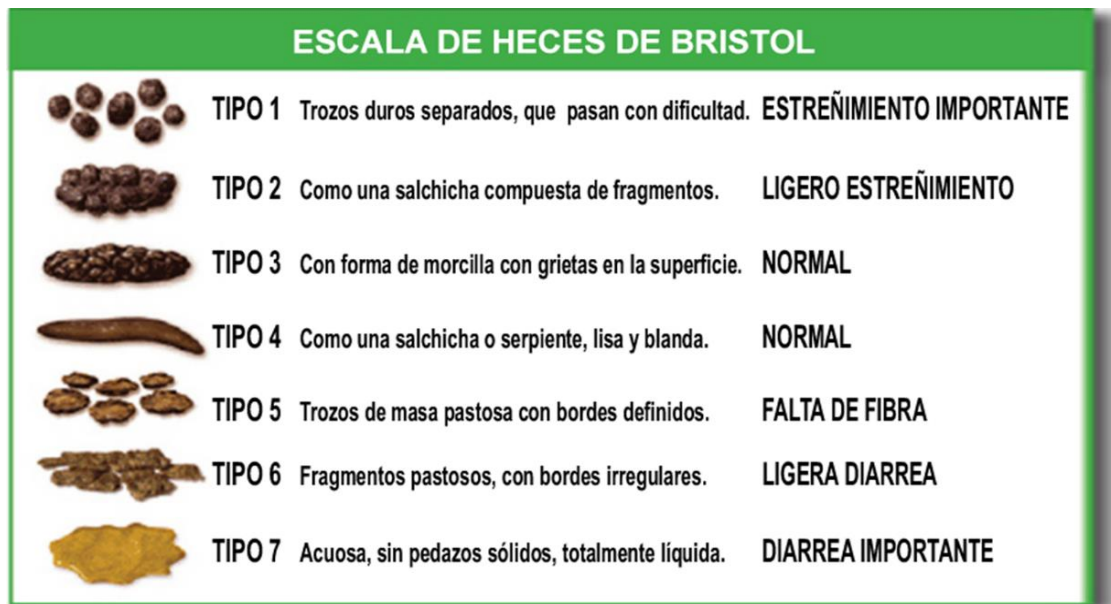 ESCALA DE HECES DE BRISTOL
TIPO 1 Trozos duros separados, que pasan con dificultad. ESTREÑIMIENTO IMPORTANTE
TIPO 2 Como una salchicha compuesta de fragmentos. LIGERO ESTREÑIMIENTO
TIPO 3 Con forma de morcilla con grietas en la superficie. NORMAL
TIPO 4 Como una salchicha o serpiente, lisa y blanda. NORMAL
TIPO 5 Trozos de masa pastosa con bordes definidos. FALTA DE FIBRA
TIPO 6 Fragmentos pastosos, con bordes irregulares. LIGERA DIARREA
TIPO 7 Acuosa, sin pedazos sólidos, totalmente líquida. DIARREA IMPORTANTE